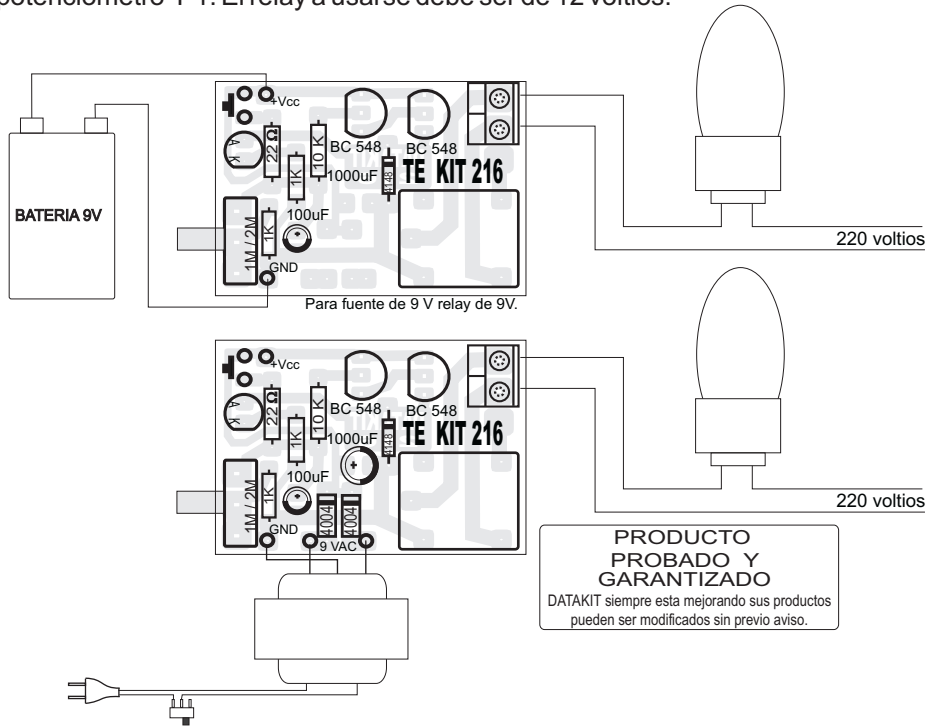 potenciómetro P1. El relay a usarse debe ser de 12 voltios.
+Vcc
BC 548
BC 548
A K
22 Ω
10 K
1K
1000uF
4148
TE KIT 216
100uF
1M / 2M
1K
GND
BATERIA 9V
220 voltios
Para fuente de 9 V relay de 9V.
+Vcc
BC 548
BC 548
A K
22 Ω
10 K
1K
1000uF
4148
TE KIT 216
100uF
1M / 2M
1K
GND
4004
4004
9 VAC
220 voltios
PRODUCTO
PROBADO Y
GARANTIZADO
DATAKIT siempre esta mejorando sus productos
pueden ser modificados sin previo aviso.